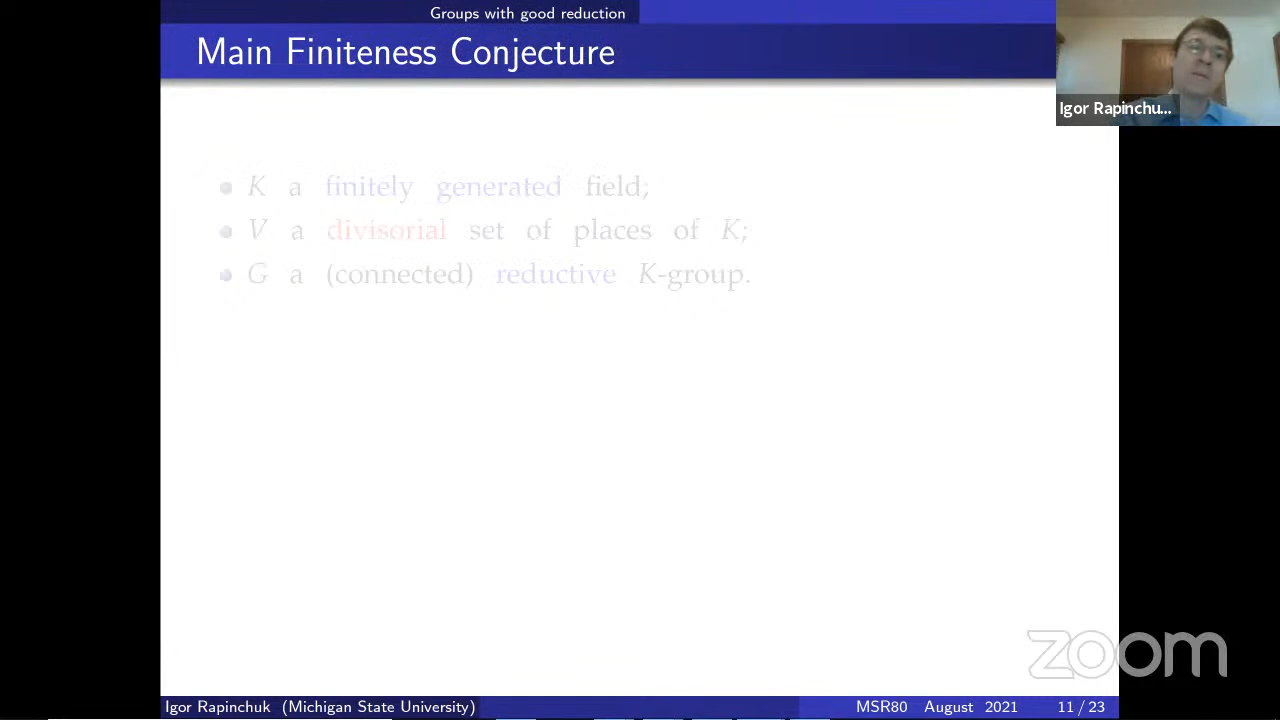 Groups with good reduction
Main Finiteness Conjecture
Igor Rapinchu...
K a finitely generated field;
V a divisorial set of places of K;
G a (connected) reductive K-group.
zoom
Igor Rapinchuk (Michigan State University)
MSR80 August 2021
11 / 23